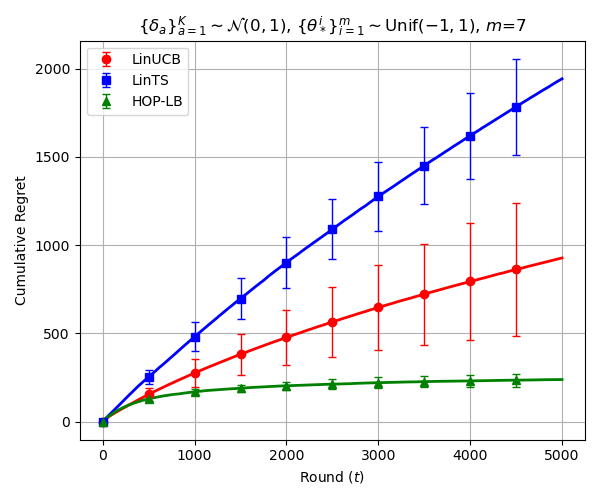 {δₐ}ᴷₐ₌₁ ∼ 𝒩(0, 1), {θⁱ₊}ᵐᵢ₌₁ ∼ Unif(−1, 1), m=7
LinUCB
LinTS
HOP-LB
Cumulative Regret
2000
1500
1000
500
0
0 1000 2000 3000 4000 5000
Round (t)